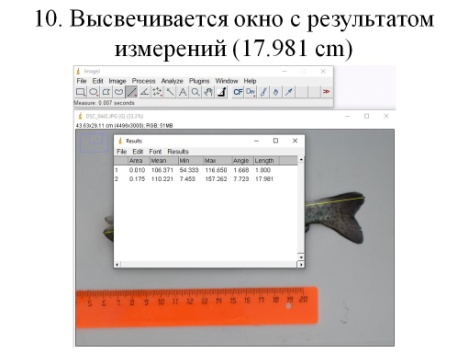 10. Высвечивается окно с результатом
измерений (17.981 cm)
ImageJ
File Edit Image Process Analyze Plugins Window Help
CF De
Measure: 0.007 seconds
43.63x29.11 cm (4496x3000); RGB; 51MB
Results
File Edit Font Results
Area Mean Min Max Angle Length
1 0.010 106.371 54.333 116.650 1.668 1.000
2 0.175 110.221 7.453 157.262 7.723 17.981
5 6 7 8 9 10 11 12 13 14 15 16 17 18 19 20